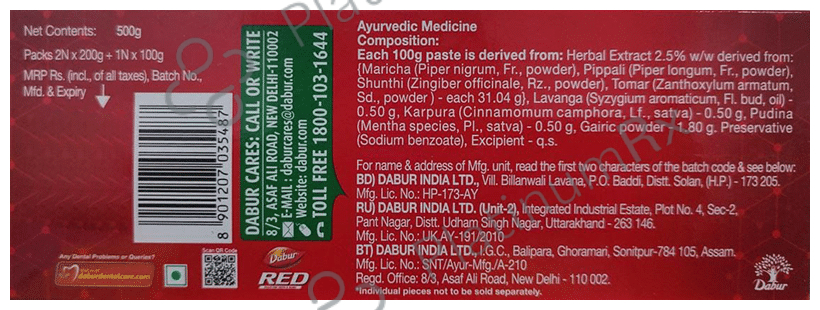 Net Contents: 500g
Packs 2N x 200g + 1N x 100g
MRP Rs. (incl., of all taxes), Batch No.,
Mfd. & Expiry
8 901207 035487
Any Dental Problems or Queries?
Visit us at
daburdentalcare.com
Scan QR Code
DABUR CARES: CALL OR WRITE
8/3, ASAF ALI ROAD, NEW DELHI-110002
E-MAIL: daburcares@dabur.com
Website: dabur.com
TOLL FREE 1800-103-1644
Dabur
RED
Ayurvedic Medicine
Composition:
Each 100g paste is derived from: Herbal Extract 2.5% w/w derived from:
{Maricha (Piper nigrum, Fr., powder), Pippali (Piper longum, Fr., powder),
Shunthi (Zingiber officinale, Rz., powder), Tomar (Zanthoxylum armatum,
Sd., powder) - each 31.04 g}, Lavanga (Syzygium aromaticum, Fl. bud, oil) -
0.50 g, Karpura (Cinnamomum camphora, Lf., satva) - 0.50 g, Pudina
(Mentha species, Pl., satva) - 0.50 g, Gairic powder - 1.80 g. Preservative
(Sodium benzoate), Excipient - q.s.
For name & address of Mfg. unit, read the first two characters of the batch code & see below:
BD) DABUR INDIA LTD., Vill. Billanwali Lavana, P.O. Baddi, Distt. Solan, (H.P.) - 173 205.
Mfg. Lic. No.: HP-173-AY
RU) DABUR INDIA LTD. (Unit-2), Integrated Industrial Estate, Plot No. 4, Sec-2,
Pant Nagar, Distt. Udham Singh Nagar, Uttarakhand - 263 146.
Mfg. Lic. No.: UK.AY-191/2010
BT) DABUR INDIA LTD., I.G.C., Balipara, Ghoramari, Sonitpur-784 105, Assam.
Mfg. Lic. No.: SNT/Ayur-Mfg./A-210
Regd. Office: 8/3, Asaf Ali Road, New Delhi - 110 002.
*Individual pieces not to be sold separately.
Dabur
PlatinumRx